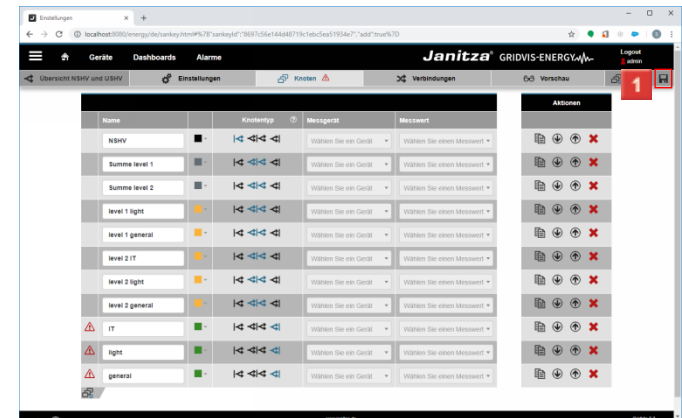 Einstellungen
localhost:8080/energy/de/sankey.html#%7B"sankeyId":"8697c56e144d48719c1ebc5ea51934e7","add":true%7D
Geräte Dashboards Alarme Janitza® GRIDVIS-ENERGY Logout
admin
Übersicht NSHV und USHV Einstellungen Knoten Verbindungen Vorschau 1
Aktionen
Name Knotentyp Messgerät Messwert
NSHV Wählen Sie ein Gerät Wählen Sie einen Messwert
Summe level 1 Wählen Sie ein Gerät Wählen Sie einen Messwert
Summe level 2 Wählen Sie ein Gerät Wählen Sie einen Messwert
level 1 light Wählen Sie ein Gerät Wählen Sie einen Messwert
level 1 general Wählen Sie ein Gerät Wählen Sie einen Messwert
level 2 IT Wählen Sie ein Gerät Wählen Sie einen Messwert
level 2 light Wählen Sie ein Gerät Wählen Sie einen Messwert
level 2 general Wählen Sie ein Gerät Wählen Sie einen Messwert
IT Wählen Sie ein Gerät Wählen Sie einen Messwert
light Wählen Sie ein Gerät Wählen Sie einen Messwert
general Wählen Sie ein Gerät Wählen Sie einen Messwert